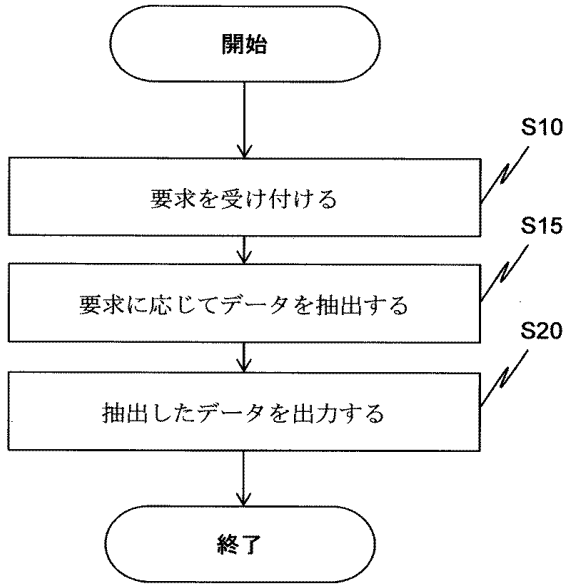 開始
S10
要求を受け付ける
S15
要求に応じてデータを抽出する
S20
抽出したデータを出力する
終了